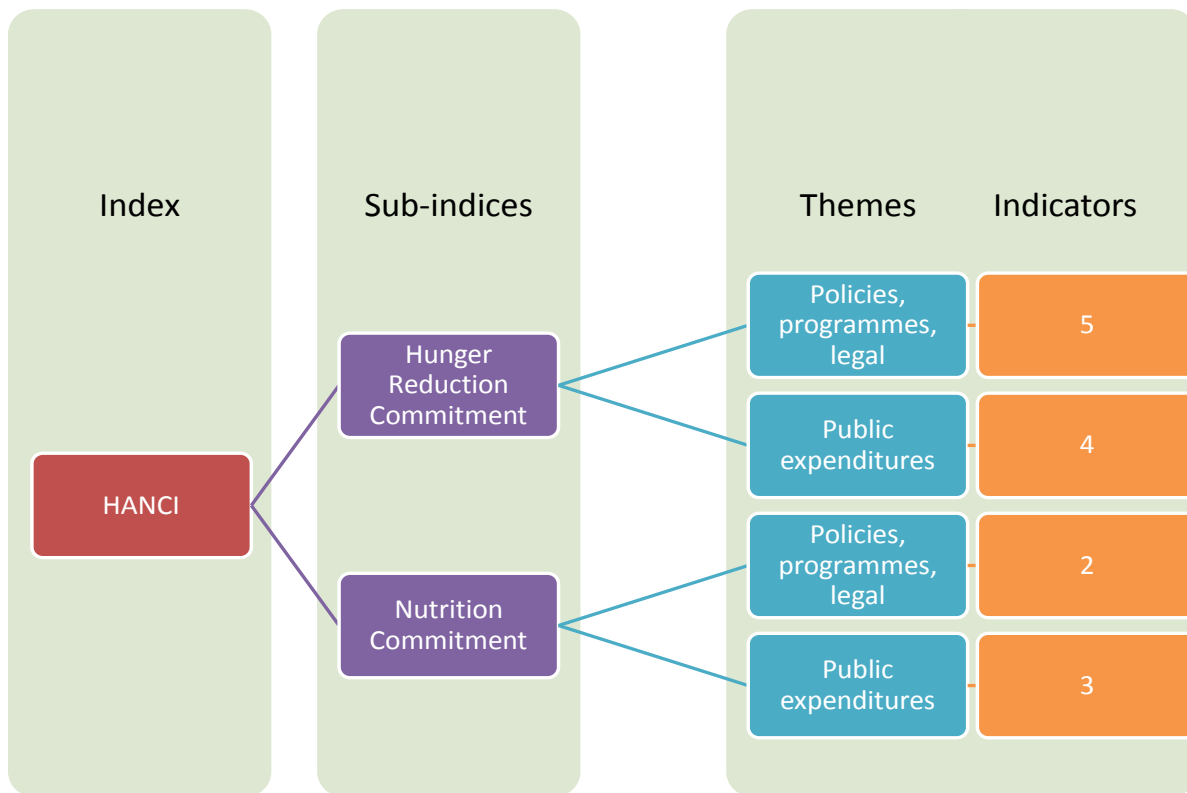 Index
Sub-indices
Themes
Indicators
HANCI
Hunger
Reduction
Commitment
Nutrition
Commitment
Policies,
programmes,
legal
5
Public
expenditures
4
Policies,
programmes,
legal
2
Public
expenditures
3